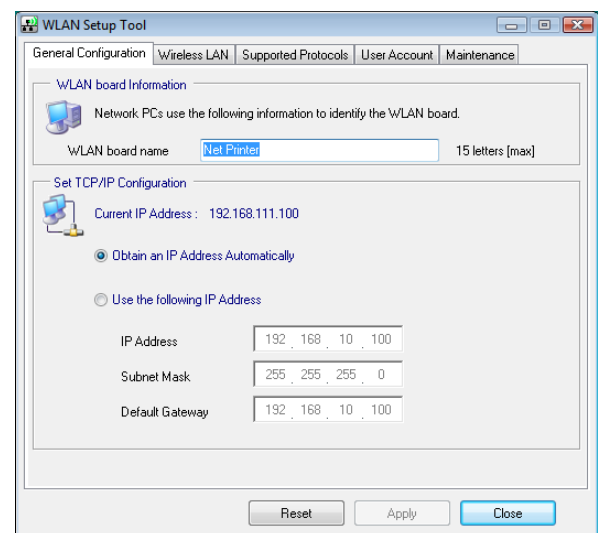 WLAN Setup Tool
General Configuration Wireless LAN Supported Protocols User Account Maintenance
WLAN board Information
Network PCs use the following information to identify the WLAN board.
WLAN board name Net Printer 15 letters [max]
Set TCP/IP Configuration
Current IP Address : 192.168.111.100
Obtain an IP Address Automatically
Use the following IP Address
IP Address 192 . 168 . 10 . 100
Subnet Mask 255 . 255 . 255 . 0
Default Gateway 192 . 168 . 10 . 100
Reset Apply Close